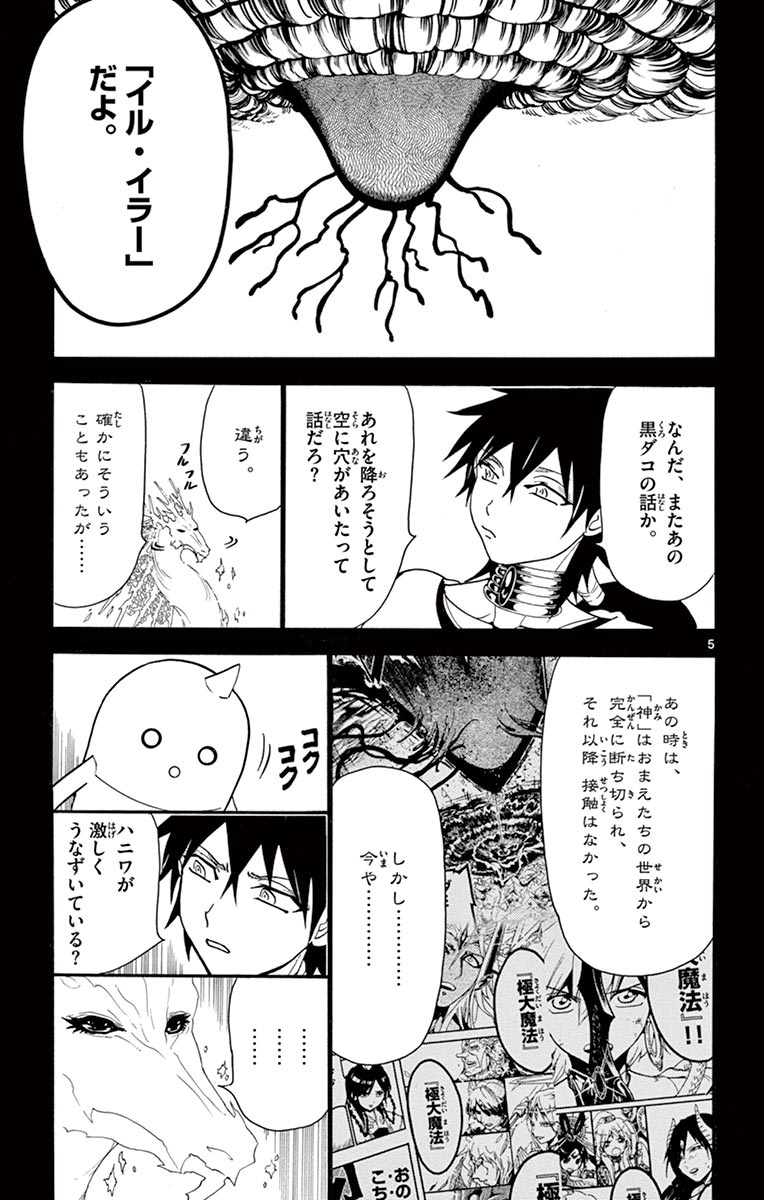 「イル・イラー」
だよ。
なんだ、またあの
黒ダコの話か。
あれを降ろそうとして
空に穴があいたって
話だろ？
違う。
確かにそういう
こともあったが……
フルフル
5
あの時は、
「神」はおまえたちの世界から
完全に断ち切られ、
それ以降 接触はなかった。
しかし………
今や…………
魔法』!!
『極大魔法』
『極大魔法』
おの
こち
コク
コク
ハニワが
激しく
うなずいている？
………
………